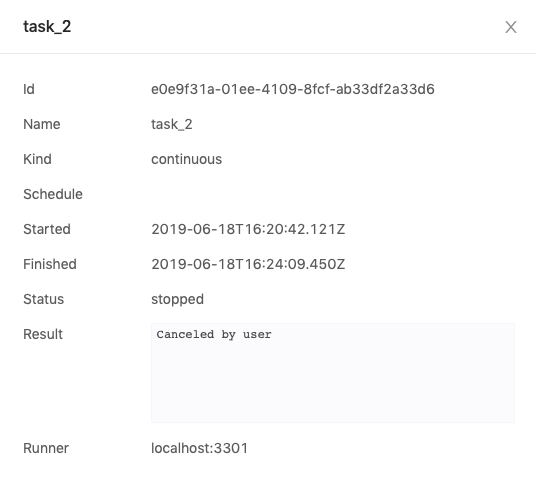 task_2
Id e0e9f31a-01ee-4109-8fcf-ab33df2a33d6
Name task_2
Kind continuous
Schedule
Started 2019-06-18T16:20:42.121Z
Finished 2019-06-18T16:24:09.450Z
Status stopped
Result Canceled by user
Runner localhost:3301